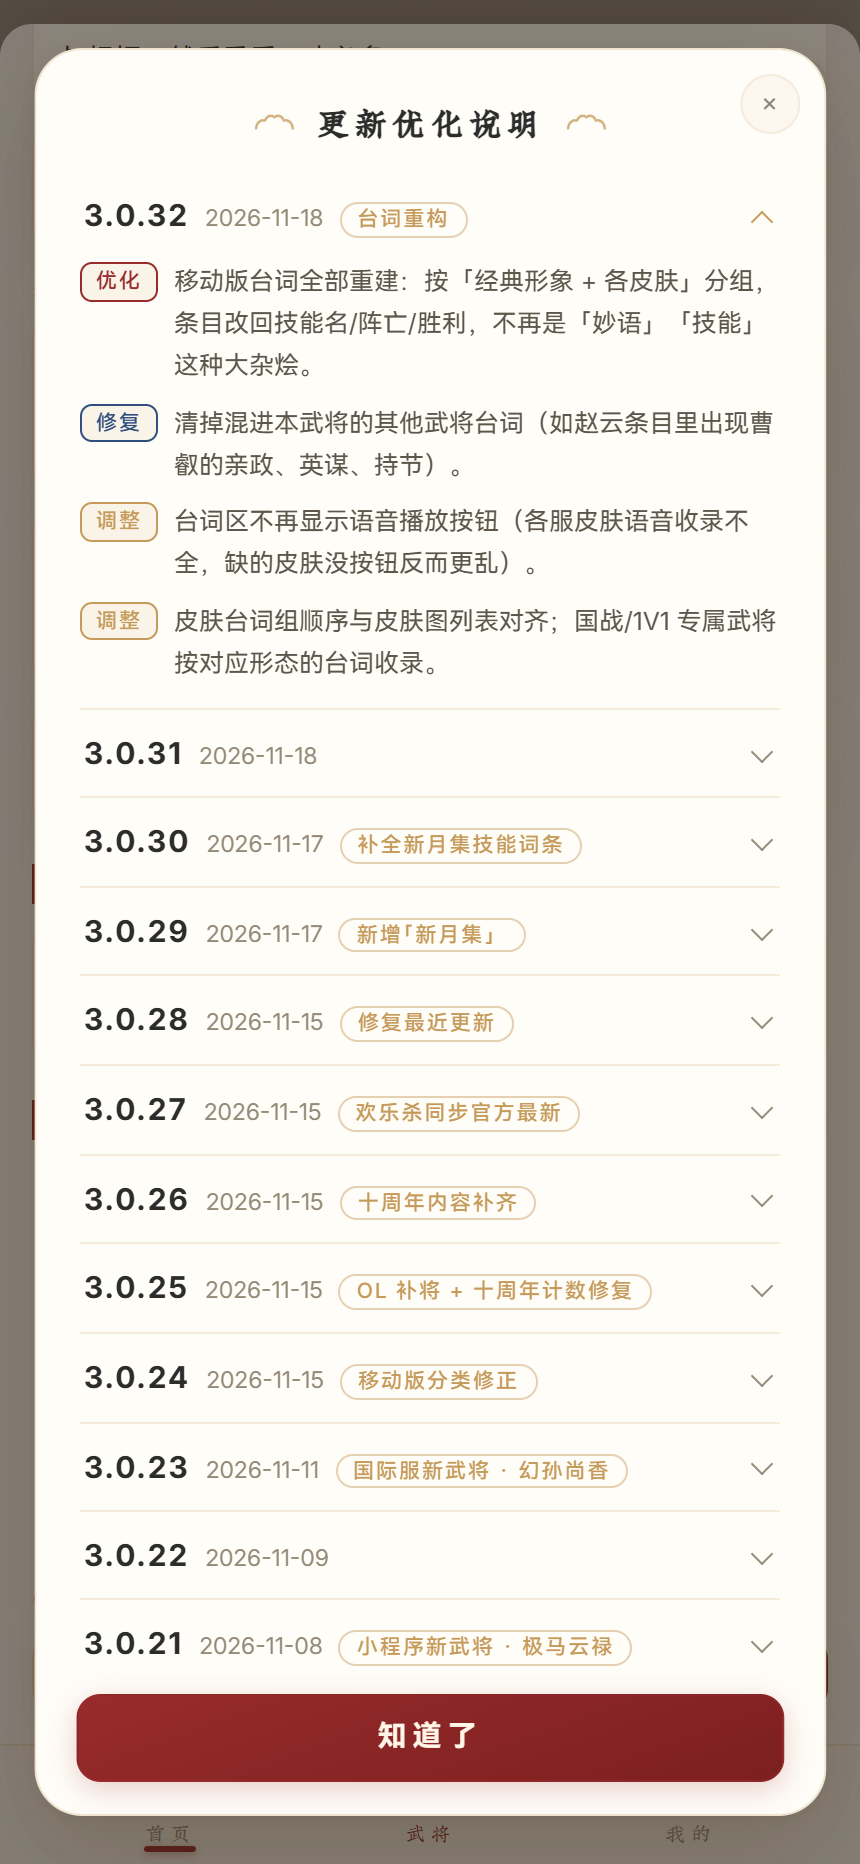 更新优化说明
×
3.0.32 2026-11-18 台词重构
优化 移动版台词全部重建：按「经典形象 + 各皮肤」分组，
条目改回技能名/阵亡/胜利，不再是「妙语」「技能」
这种大杂烩。
修复 清掉混进本武将的其他武将台词（如赵云条目里出现曹
叡的亲政、英谋、持节）。
调整 台词区不再显示语音播放按钮（各服皮肤语音收录不
全，缺的皮肤没按钮反而更乱）。
调整 皮肤台词组顺序与皮肤图列表对齐；国战/1V1 专属武将
按对应形态的台词收录。
3.0.31 2026-11-18
3.0.30 2026-11-17 补全新月集技能词条
3.0.29 2026-11-17 新增「新月集」
3.0.28 2026-11-15 修复最近更新
3.0.27 2026-11-15 欢乐杀同步官方最新
3.0.26 2026-11-15 十周年内容补齐
3.0.25 2026-11-15 OL 补将 + 十周年计数修复
3.0.24 2026-11-15 移动版分类修正
3.0.23 2026-11-11 国际服新武将 · 幻孙尚香
3.0.22 2026-11-09
3.0.21 2026-11-08 小程序新武将 · 极马云禄
知道了
首页 武将 我的